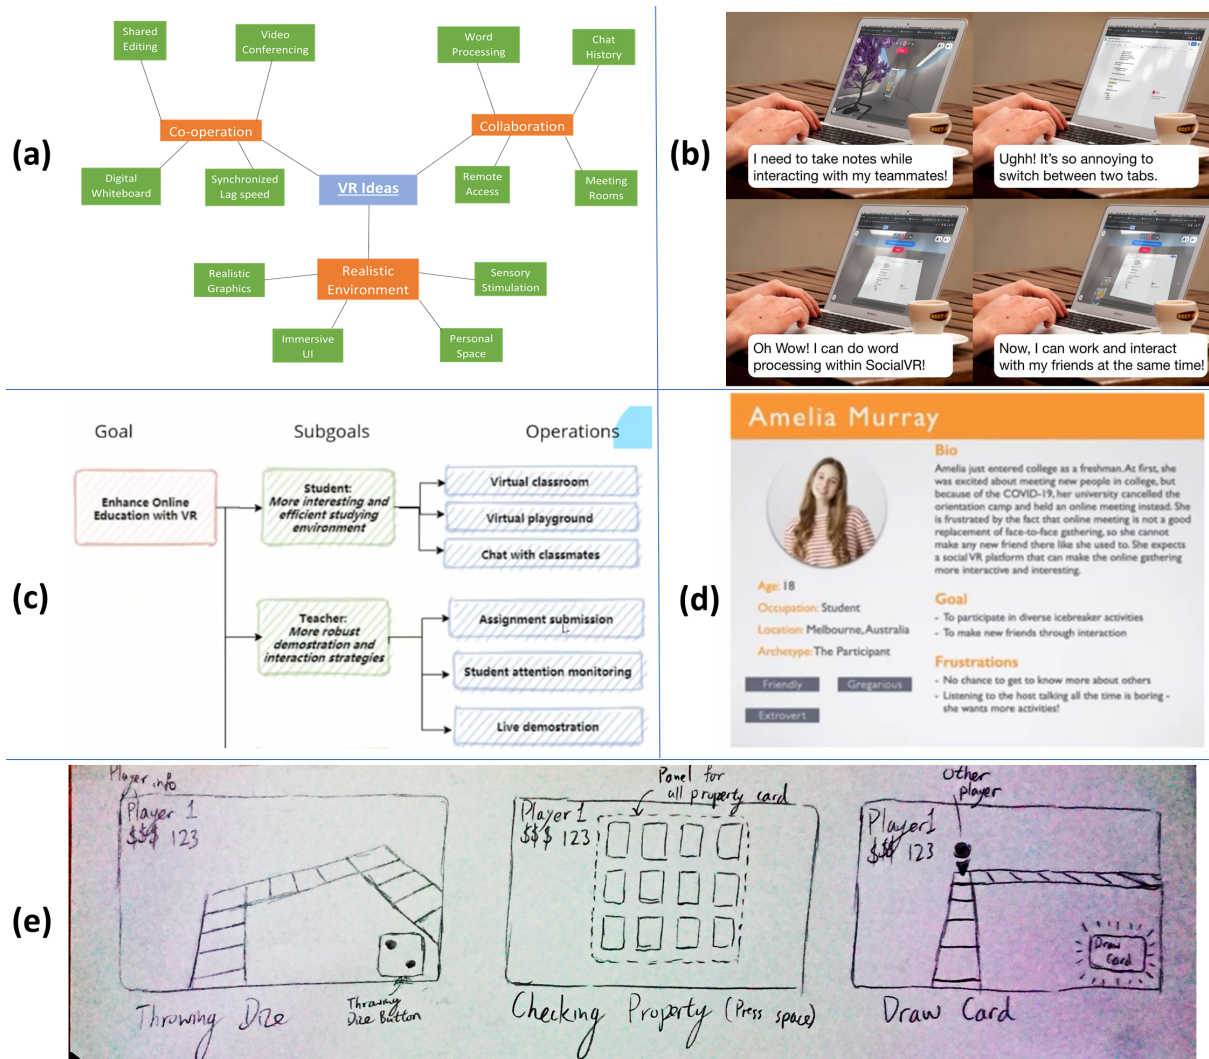 (a)
Shared
Editing
Video
Conferencing
Word
Processing
Chat
History
Co-operation
Collaboration
Digital
Whiteboard
Synchronized
Lag speed
VR Ideas
Remote
Access
Meeting
Rooms
Realistic
Graphics
Realistic
Environment
Sensory
Stimulation
Immersive
UI
Personal
Space
(b)
I need to take notes while
interacting with my teammates!
Ughh! It's so annoying to
switch between two tabs.
Oh Wow! I can do word
processing within SocialVR!
Now, I can work and interact
with my friends at the same time!
(c)
Goal
Subgoals
Operations
Enhance Online
Education with VR
Student:
More interesting and
efficient studying
environment
Virtual classroom
Virtual playground
Chat with classmates
Teacher:
More robust
demostration and
interaction strategies
Assignment submission
Student attention monitoring
Live demostration
(d)
Amelia Murray
Age: 18
Occupation: Student
Location: Melbourne, Australia
Archetype: The Participant
Friendly
Gregarious
Extrovert
Bio
Amelia just entered college as a freshman. At first, she
was excited about meeting new people in college, but
because of the COVID-19, her university cancelled the
orientation camp and held an online meeting instead. She
is frustrated by the fact that online meeting is not a good
replacement of face-to-face gathering, so she cannot
make any new friend there like she used to. She expects
a social VR platform that can make the online gathering
more interactive and interesting.
Goal
- To participate in diverse icebreaker activities
- To make new friends through interaction
Frustrations
- No chance to get to know more about others
- Listening to the host talking all the time is boring -
she wants more activities!
(e)
Player info
Player 1
$$$ 123
Throwing
Dize Button
Throwing Dize
Panel for
all property card
Player 1
$$$ 123
Checking Property (Press space)
other
player
Player 1
$$$ 123
Draw
Card
Draw Card